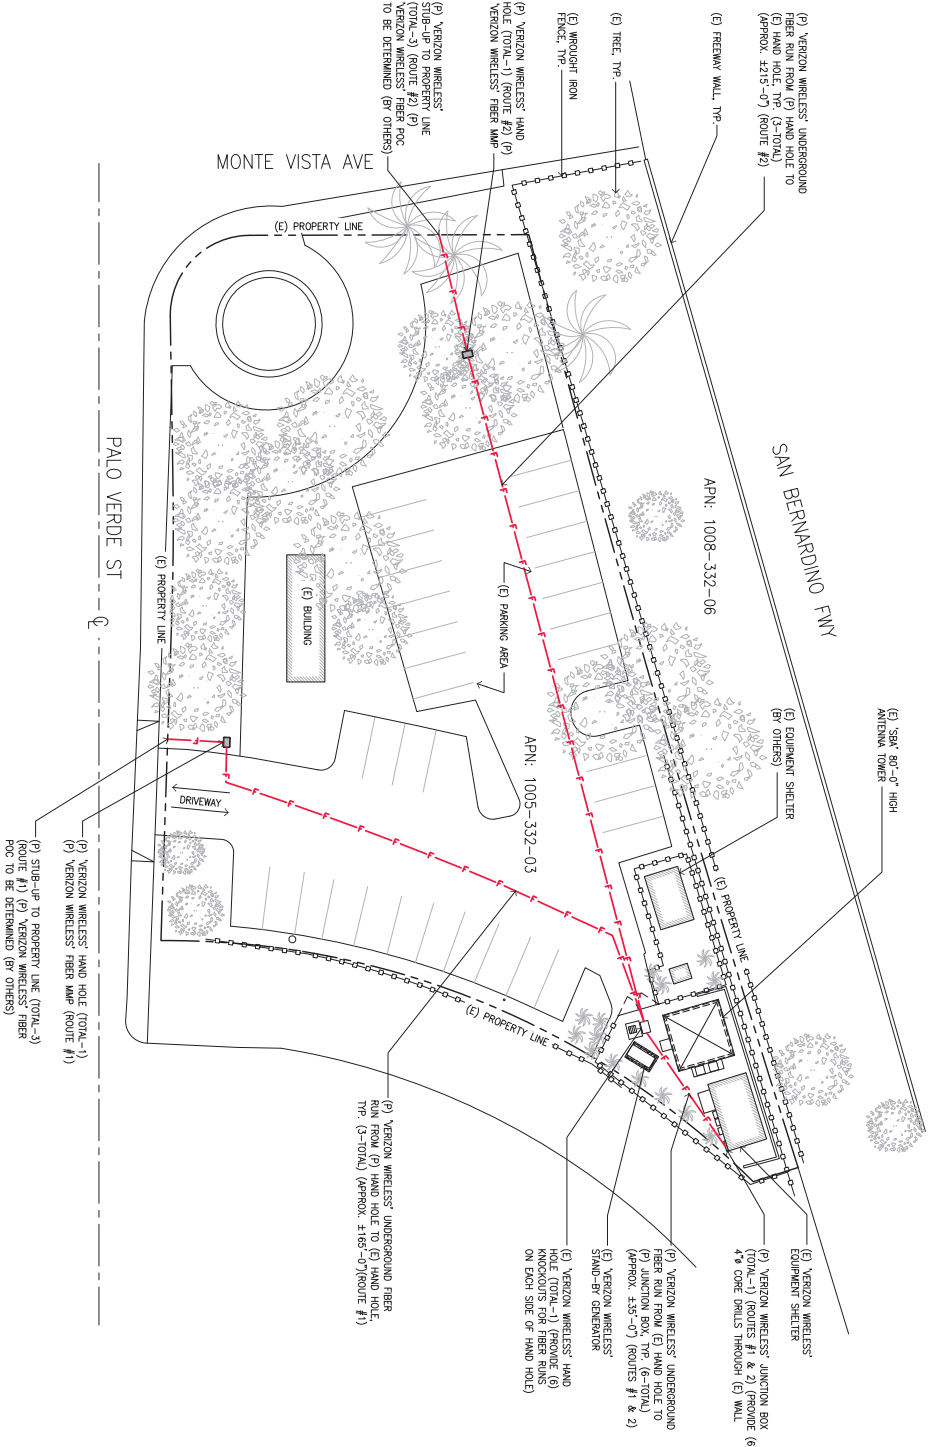 (P) 'VERIZON WIRELESS' UNDERGROUND
FIBER RUN FROM (P) HAND HOLE TO
(E) HAND HOLE, TYP. (3-TOTAL)
(APPROX. ±215'-0") (ROUTE #2)
(E) FREEWAY WALL, TYP.
(E) TREE, TYP.
(E) WROUGHT IRON
FENCE, TYP.
(P) 'VERIZON WIRELESS' HAND
HOLE (TOTAL-1) (ROUTE #2) (P)
'VERIZON WIRELESS' FIBER MMP
(P) 'VERIZON WIRELESS'
STUB-UP TO PROPERTY LINE
(TOTAL-3) (ROUTE #2) (P)
'VERIZON WIRELESS' FIBER POC
TO BE DETERMINED (BY OTHERS)
MONTE VISTA AVE
(E) PROPERTY LINE
SAN BERNARDINO FWY
APN: 1008-332-06
PALO VERDE ST
(E) PROPERTY LINE
(E) BUILDING
(E) PARKING AREA
APN: 1005-332-03
(E) 'SBA' 80'-0" HIGH
ANTENNA TOWER
(E) EQUIPMENT SHELTER
(BY OTHERS)
(E) PROPERTY LINE
DRIVEWAY
(E) PROPERTY LINE
(P) 'VERIZON WIRELESS' HAND HOLE (TOTAL-1)
(P) 'VERIZON WIRELESS' FIBER MMP (ROUTE #1)
(P) STUB-UP TO PROPERTY LINE (TOTAL-3)
(ROUTE #1) (P) 'VERIZON WIRELESS' FIBER
POC TO BE DETERMINED (BY OTHERS)
(P) 'VERIZON WIRELESS' UNDERGROUND FIBER
RUN FROM (P) HAND HOLE TO (E) HAND HOLE,
TYP. (3-TOTAL) (APPROX. ±165'-0")(ROUTE #1)
(E) 'VERIZON WIRELESS'
EQUIPMENT SHELTER
(P) 'VERIZON WIRELESS' JUNCTION BOX
(TOTAL-1) (ROUTES #1 & 2) (PROVIDE (6
4"ø CORE DRILLS THROUGH (E) WALL
(P) 'VERIZON WIRELESS' UNDERGROUND
FIBER RUN FROM (E) HAND HOLE TO
(P) JUNCTION BOX, TYP. (6-TOTAL)
(APPROX. ±35'-0") (ROUTES #1 & 2)
(E) 'VERIZON WIRELESS'
STAND-BY GENERATOR
(E) 'VERIZON WIRELESS' HAND
HOLE (TOTAL-1) (PROVIDE (6)
KNOCKOUTS FOR FIBER RUNS
ON EACH SIDE OF HAND HOLE)